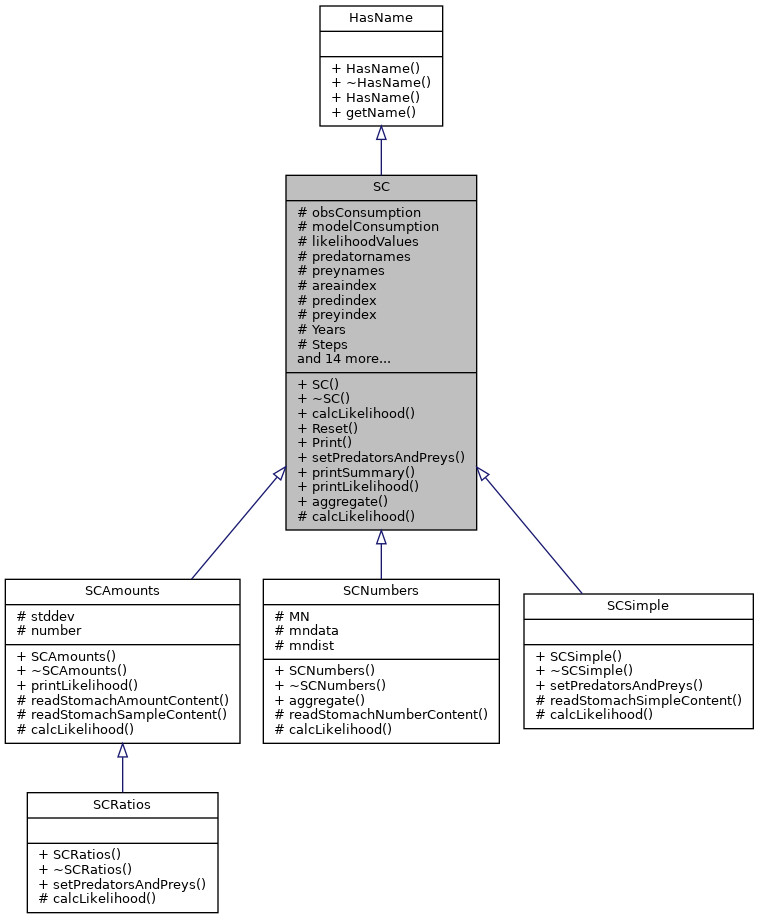 HasName
+ HasName()
+ ~HasName()
+ HasName()
+ getName()
SC
# obsConsumption
# modelConsumption
# likelihoodValues
# predatornames
# preynames
# areaindex
# predindex
# preyindex
# Years
# Steps
and 14 more...
+ SC()
+ ~SC()
+ calcLikelihood()
+ Reset()
+ Print()
+ setPredatorsAndPreys()
+ printSummary()
+ printLikelihood()
+ aggregate()
# calcLikelihood()
SCAmounts
# stddev
# number
+ SCAmounts()
+ ~SCAmounts()
+ printLikelihood()
# readStomachAmountContent()
# readStomachSampleContent()
# calcLikelihood()
SCNumbers
# MN
# mndata
# mndist
+ SCNumbers()
+ ~SCNumbers()
+ aggregate()
# readStomachNumberContent()
# calcLikelihood()
SCSimple
+ SCSimple()
+ ~SCSimple()
+ setPredatorsAndPreys()
# readStomachSimpleContent()
# calcLikelihood()
SCRatios
+ SCRatios()
+ ~SCRatios()
+ setPredatorsAndPreys()
# calcLikelihood()